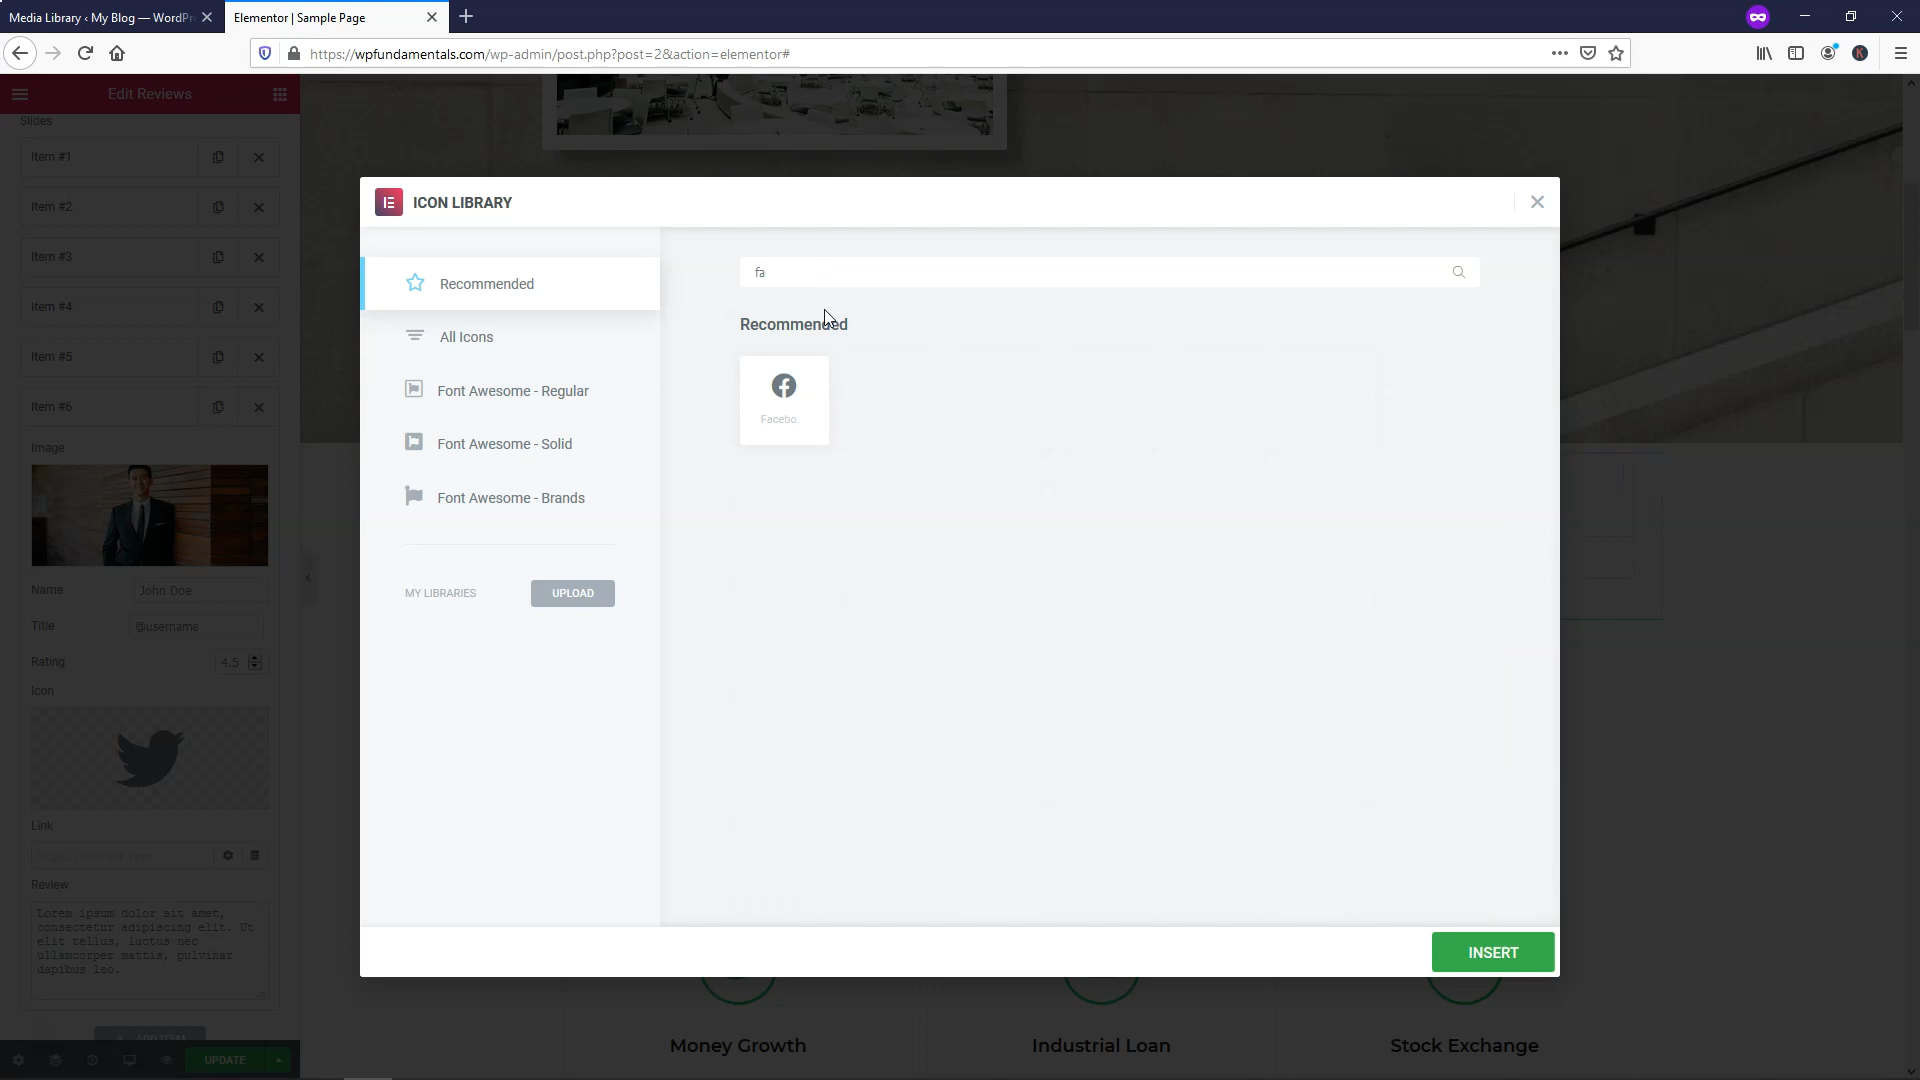 Media Library ‹ My Blog — WordPr
Elementor | Sample Page
https://wpfundamentals.com/wp-admin/post.php?post=2&action=elementor#
Edit Reviews
Slides
Item #1
Item #2
Item #3
Item #4
Item #5
Item #6
Image
Name
John Doe
Title
@username
Rating
4.5
Icon
Link
Review
Lorem ipsum dolor sit amet,
consectetur adipiscing elit. Ut
elit tellus, luctus nec
ullamcorper mattis, pulvinar
dapibus leo.
ADD ITEM
UPDATE
ICON LIBRARY
Recommended
All Icons
Font Awesome - Regular
Font Awesome - Solid
Font Awesome - Brands
MY LIBRARIES
UPLOAD
fa
Recommended
Facebo.
INSERT
Money Growth
Industrial Loan
Stock Exchange